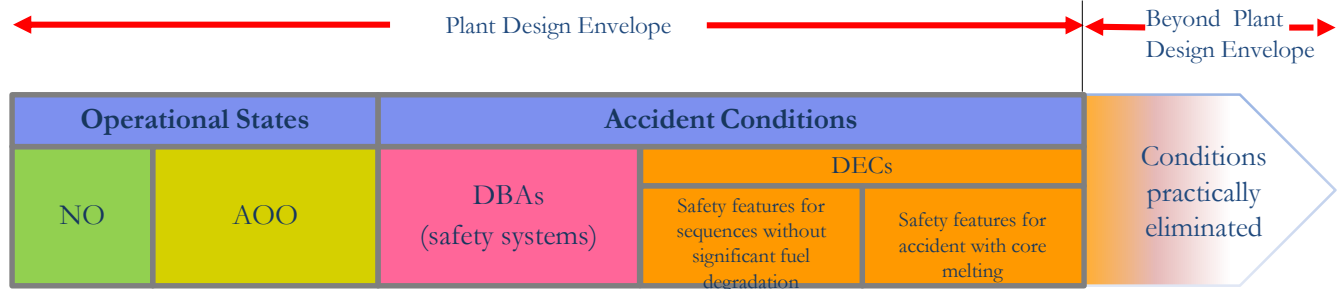 Plant Design Envelope
Beyond Plant
Design Envelope
Operational States
Accident Conditions
NO
AOO
DBAs
(safety systems)
DECs
Safety features for
sequences without
significant fuel
degradation
Safety features for
accident with core
melting
Conditions
practically
eliminated